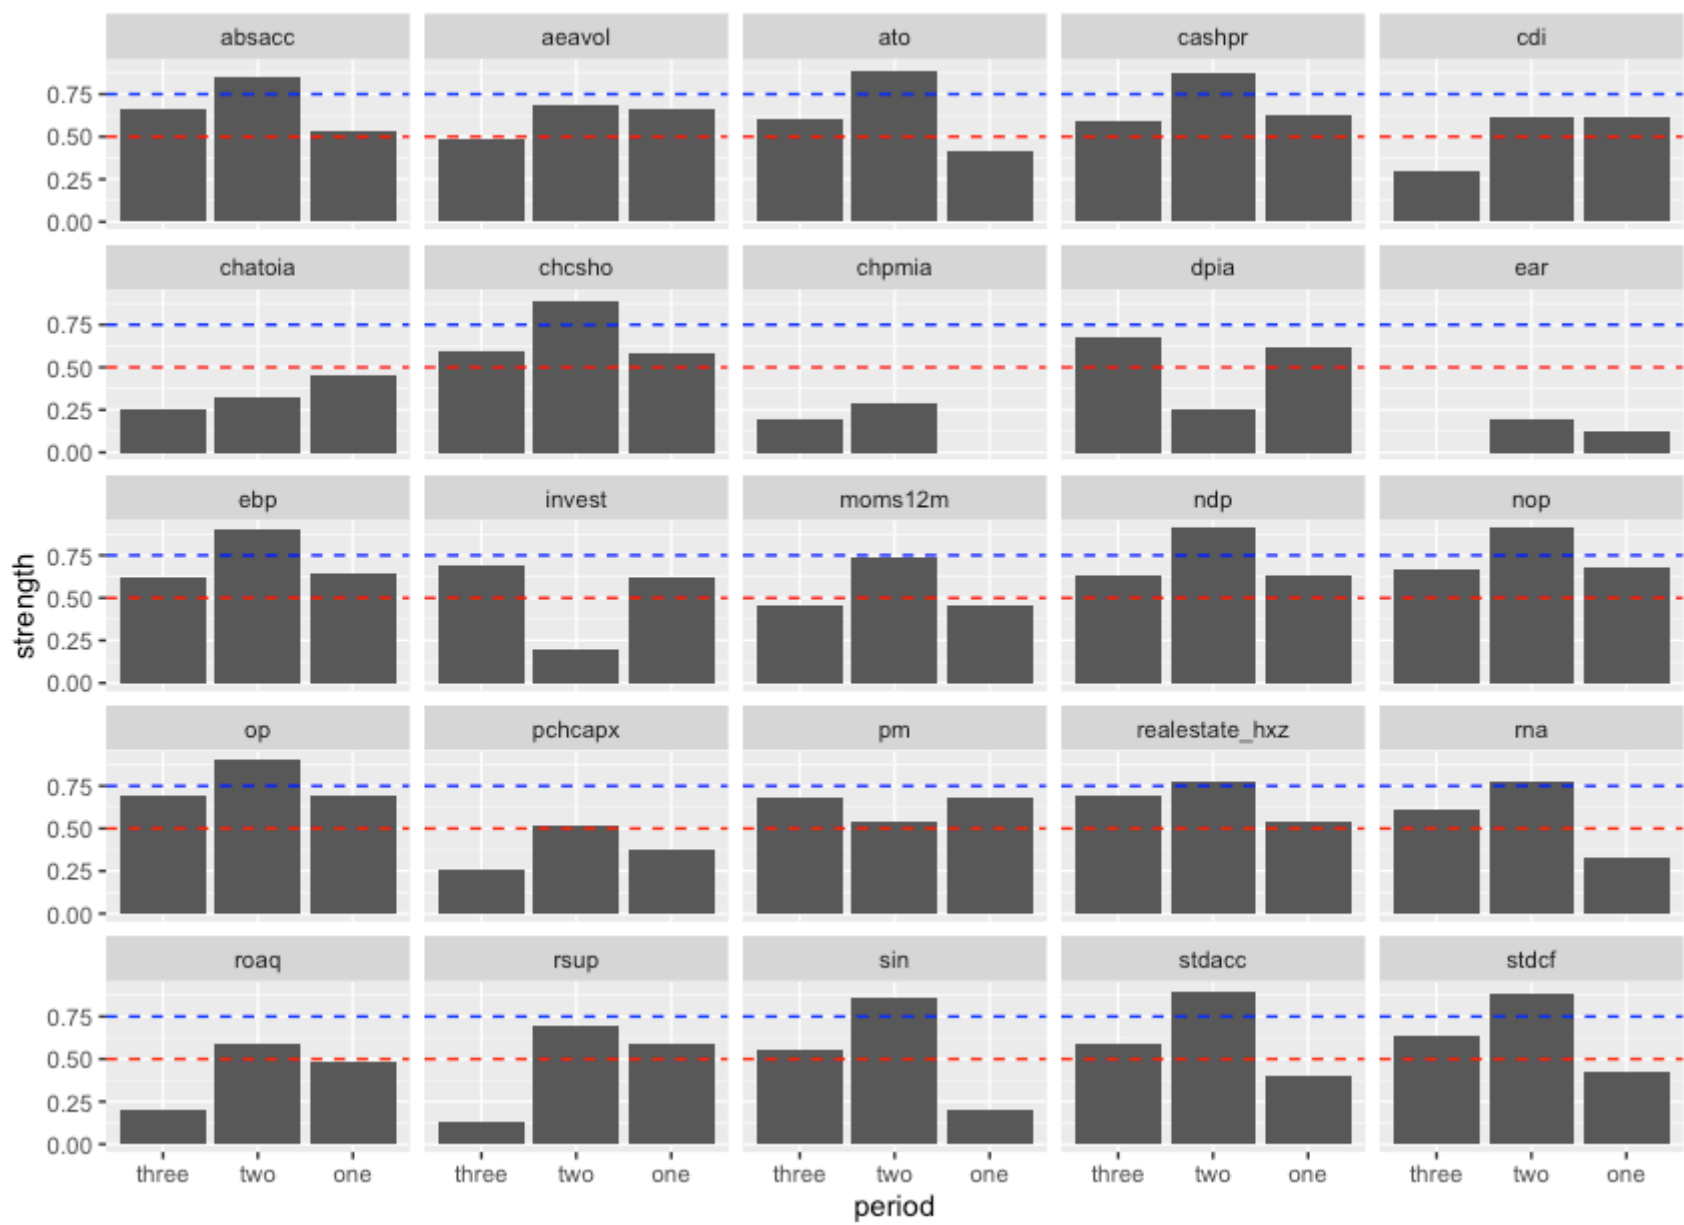 absacc aeavol ato cashpr cdi
0.75
0.50
0.25
0.00
chatoia chcsho chpmia dpia ear
0.75
0.50
0.25
0.00
ebp invest moms12m ndp nop
0.75
0.50
0.25
0.00
strength
op pchcapx pm realestate_hxz rna
0.75
0.50
0.25
0.00
roaq rsup sin stdacc stdcf
0.75
0.50
0.25
0.00
three two one three two one three two one three two one three two one
period